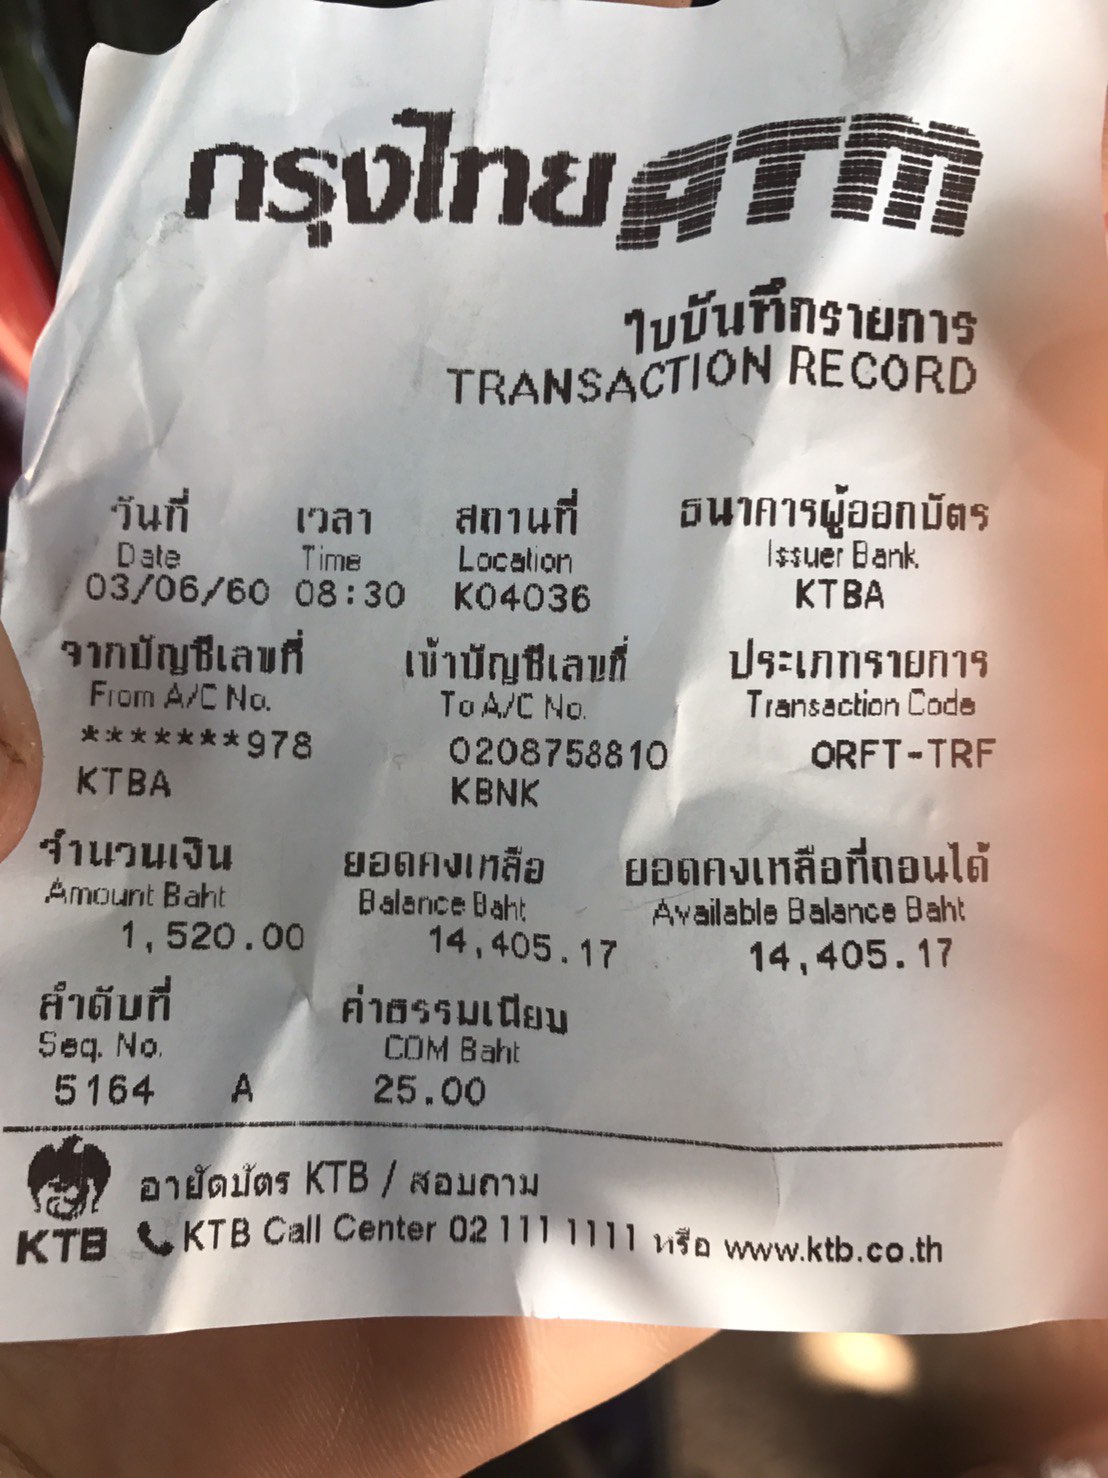 กรุงไทย ATM
ใบบันทึกรายการ
TRANSACTION RECORD
วันที่ เวลา สถานที่ ธนาคารผู้ออกบัตร
Date Time Location Issuer Bank
03/06/60 08:30 K04036 KTBA
จากบัญชีเลขที่ เข้าบัญชีเลขที่ ประเภทรายการ
From A/C No. To A/C No. Transaction Code
*******978 0208758810 ORFT-TRF
KTBA KBNK
จำนวนเงิน ยอดคงเหลือ ยอดคงเหลือที่ถอนได้
Amount Baht Balance Baht Available Balance Baht
1,520.00 14,405.17 14,405.17
ลำดับที่ ค่าธรรมเนียม
Seq. No. COM Baht
5164 A 25.00
อายัดบัตร KTB / สอบถาม
KTB KTB Call Center 02 111 1111 หรือ www.ktb.co.th